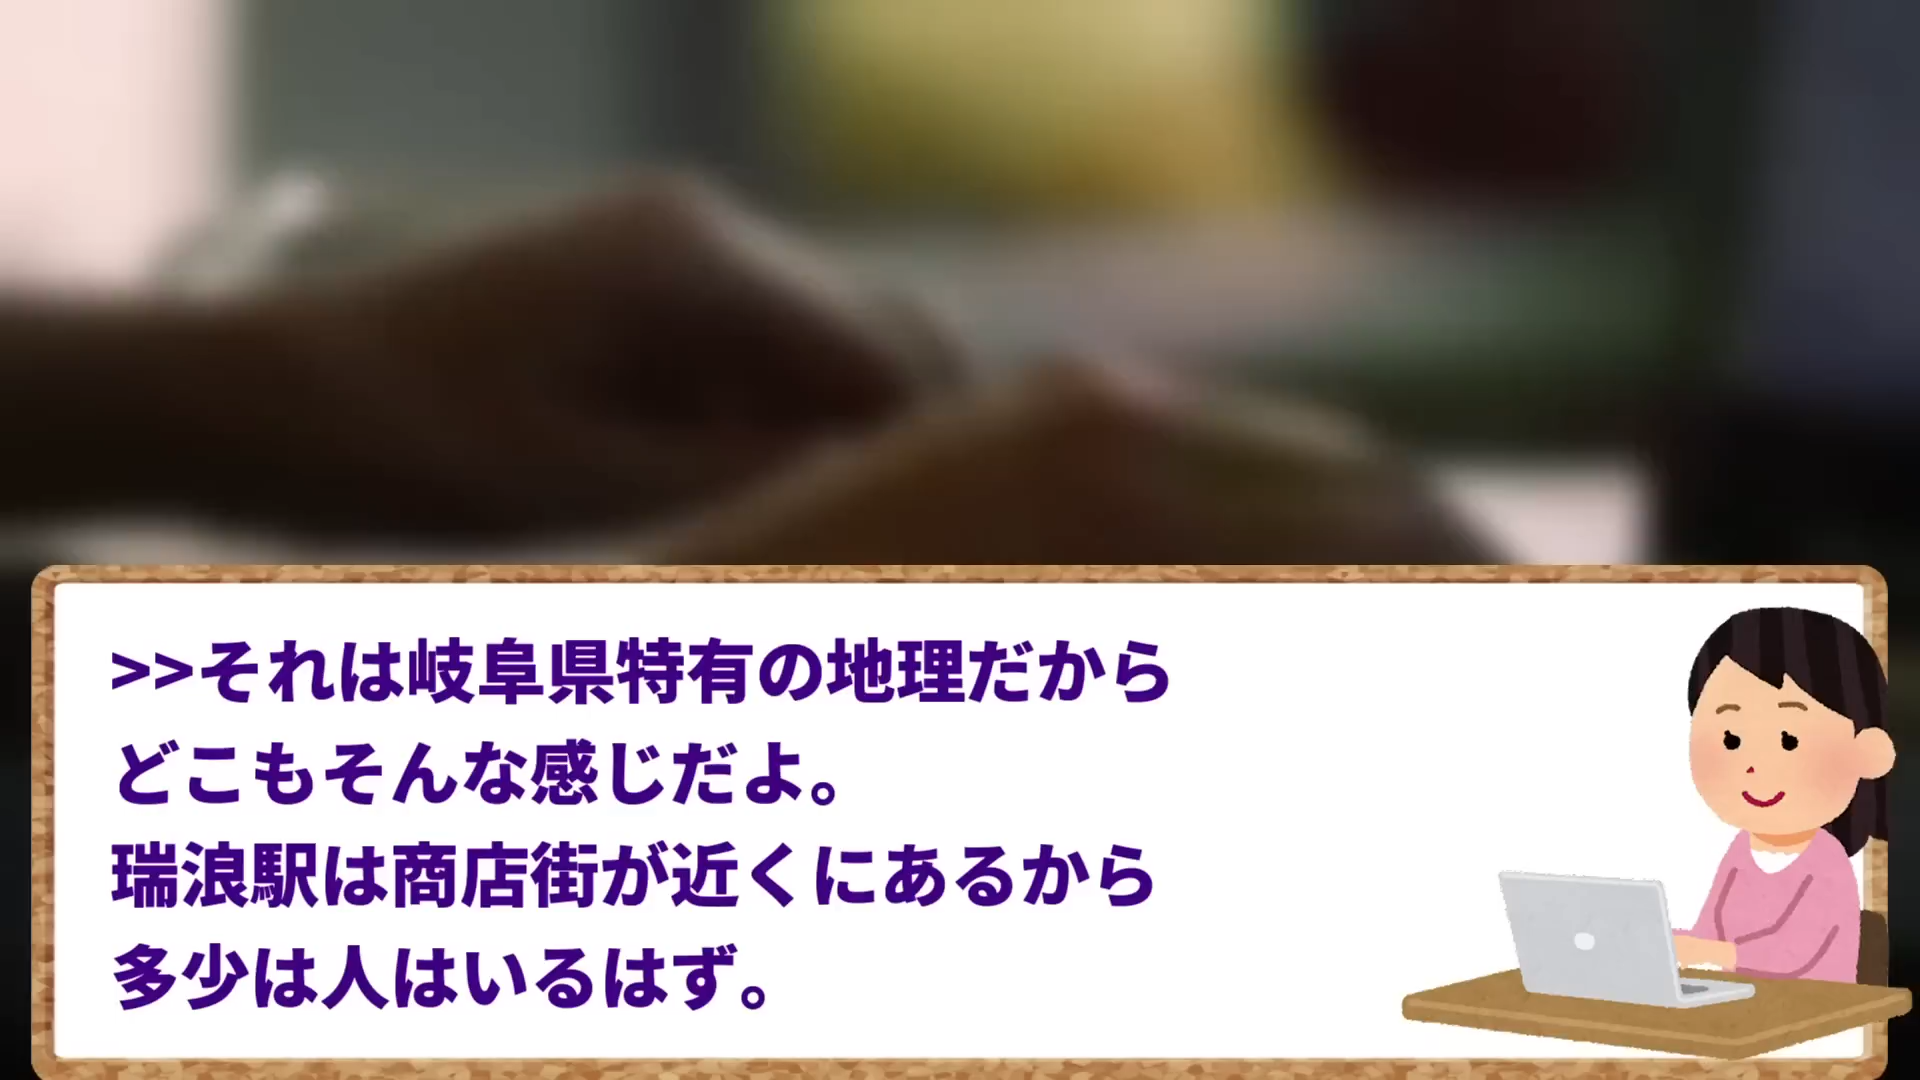 >>それは岐阜県特有の地理だから
どこもそんな感じだよ。
瑞浪駅は商店街が近くにあるから
多少は人はいるはず。